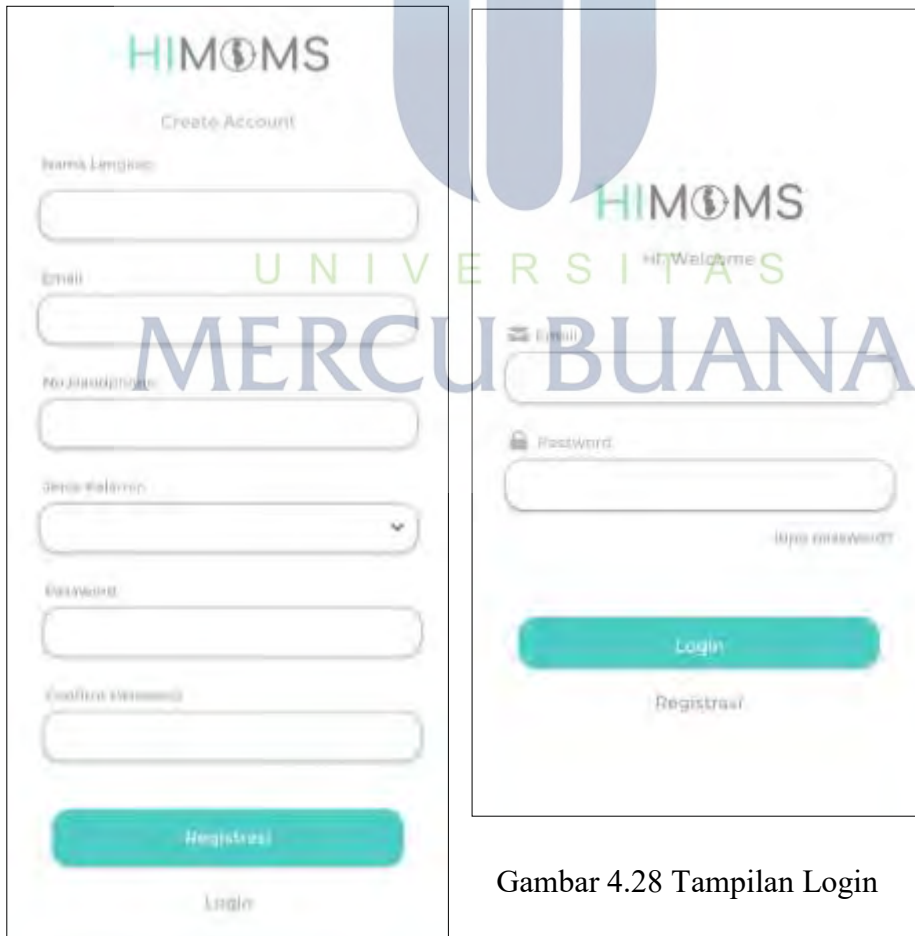 HIMOMS
Create Account
Nama Lengkap
Email
No.Handphone
Jenis Kelamin
Password
Confirm Password
Registrasi
Login
HIMOMS
Hi, Welcome
Email
Password
lupa password?
Login
Registrasi
Gambar 4.28 Tampilan Login
UNIVERSITAS
MERCU BUANA